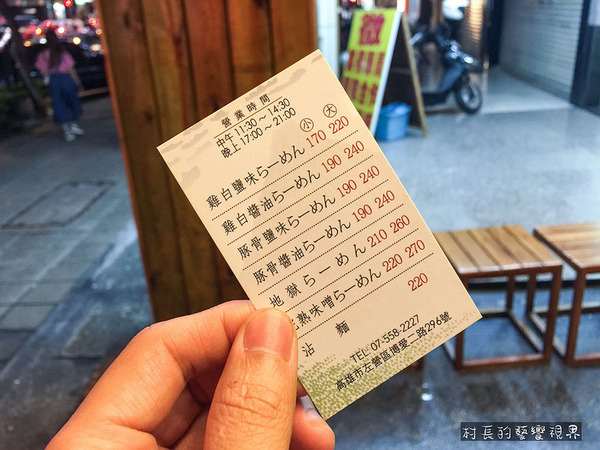 營業時間
中午 11:30～14:30
晚上 17:00～21:00
小 大
雞白鹽味らーめん 170 220
雞白醬油らーめん 190 240
豚骨鹽味らーめん 190 240
豚骨醬油らーめん 190 240
地獄らーめん 210 260
熟味噌らーめん 220 270
沾麵 220
TEL:07-558-2227
高雄市左營區博愛二路296號
徵
村長的藝響視界